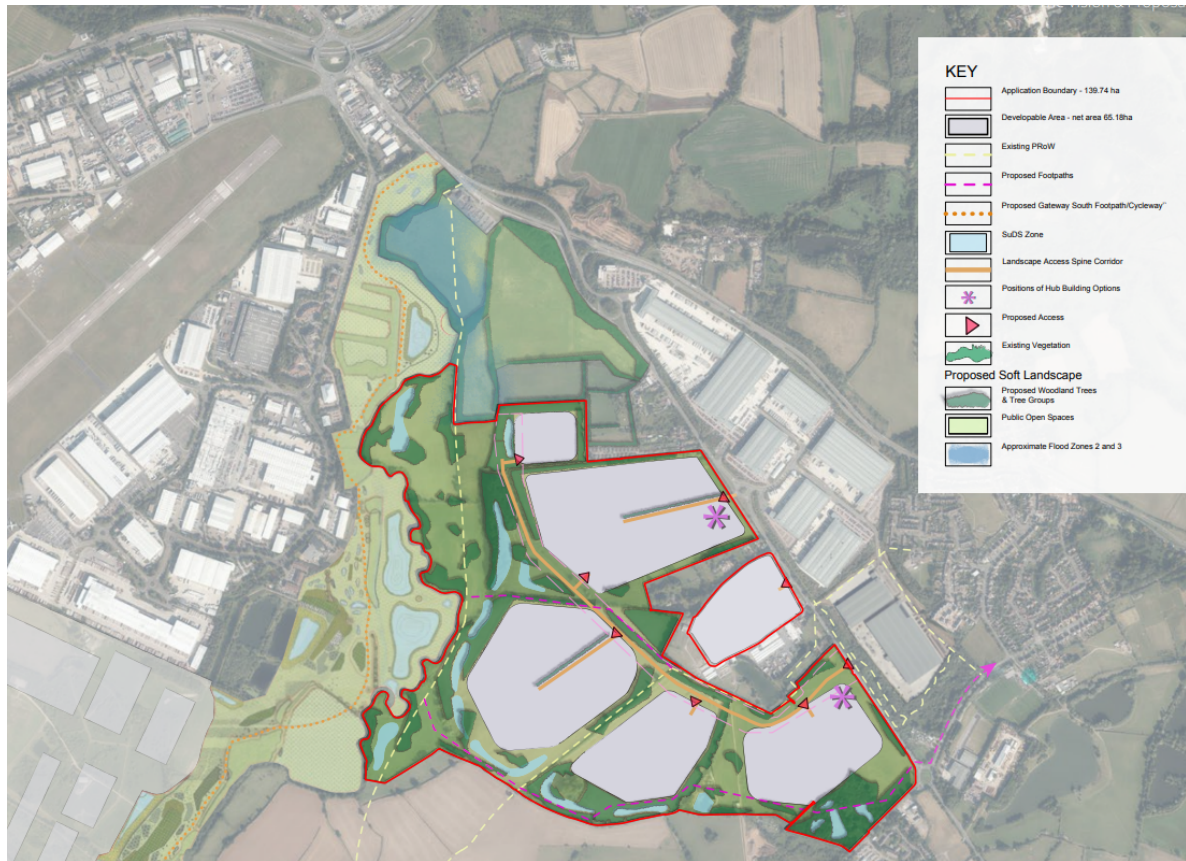 KEY
Application Boundary - 139.74 ha
Developable Area - net area 65.18ha
Existing PRoW
Proposed Footpaths
Proposed Gateway South Footpath/Cycleway"
SuDS Zone
Landscape Access Spine Corridor
Positions of Hub Building Options
Proposed Access
Existing Vegetation
Proposed Soft Landscape
Proposed Woodland Trees
& Tree Groups
Public Open Spaces
Approximate Flood Zones 2 and 3